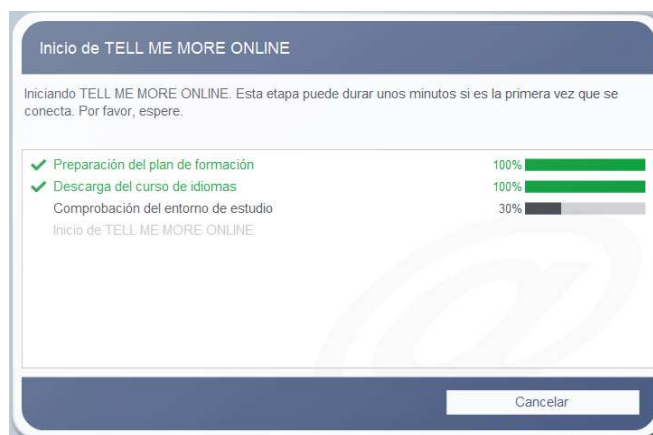 Inicio de TELL ME MORE ONLINE
Iniciando TELL ME MORE ONLINE. Esta etapa puede durar unos minutos si es la primera vez que se
conecta. Por favor, espere.
Preparación del plan de formación 100%
Descarga del curso de idiomas 100%
Comprobación del entorno de estudio 30%
Inicio de TELL ME MORE ONLINE
Cancelar